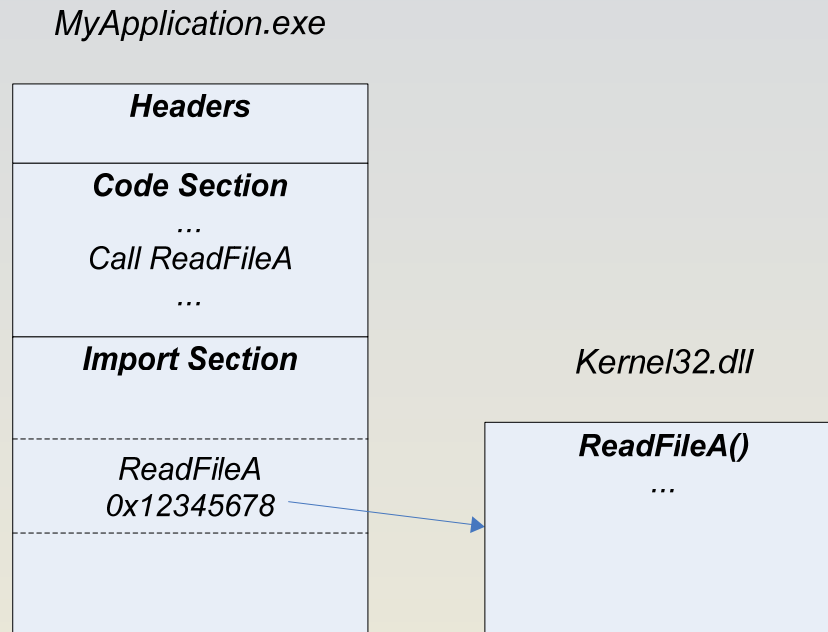 MyApplication.exe
Headers
Code Section
...
Call ReadFileA
...
Import Section
ReadFileA
0x12345678
Kernel32.dll
ReadFileA()
...